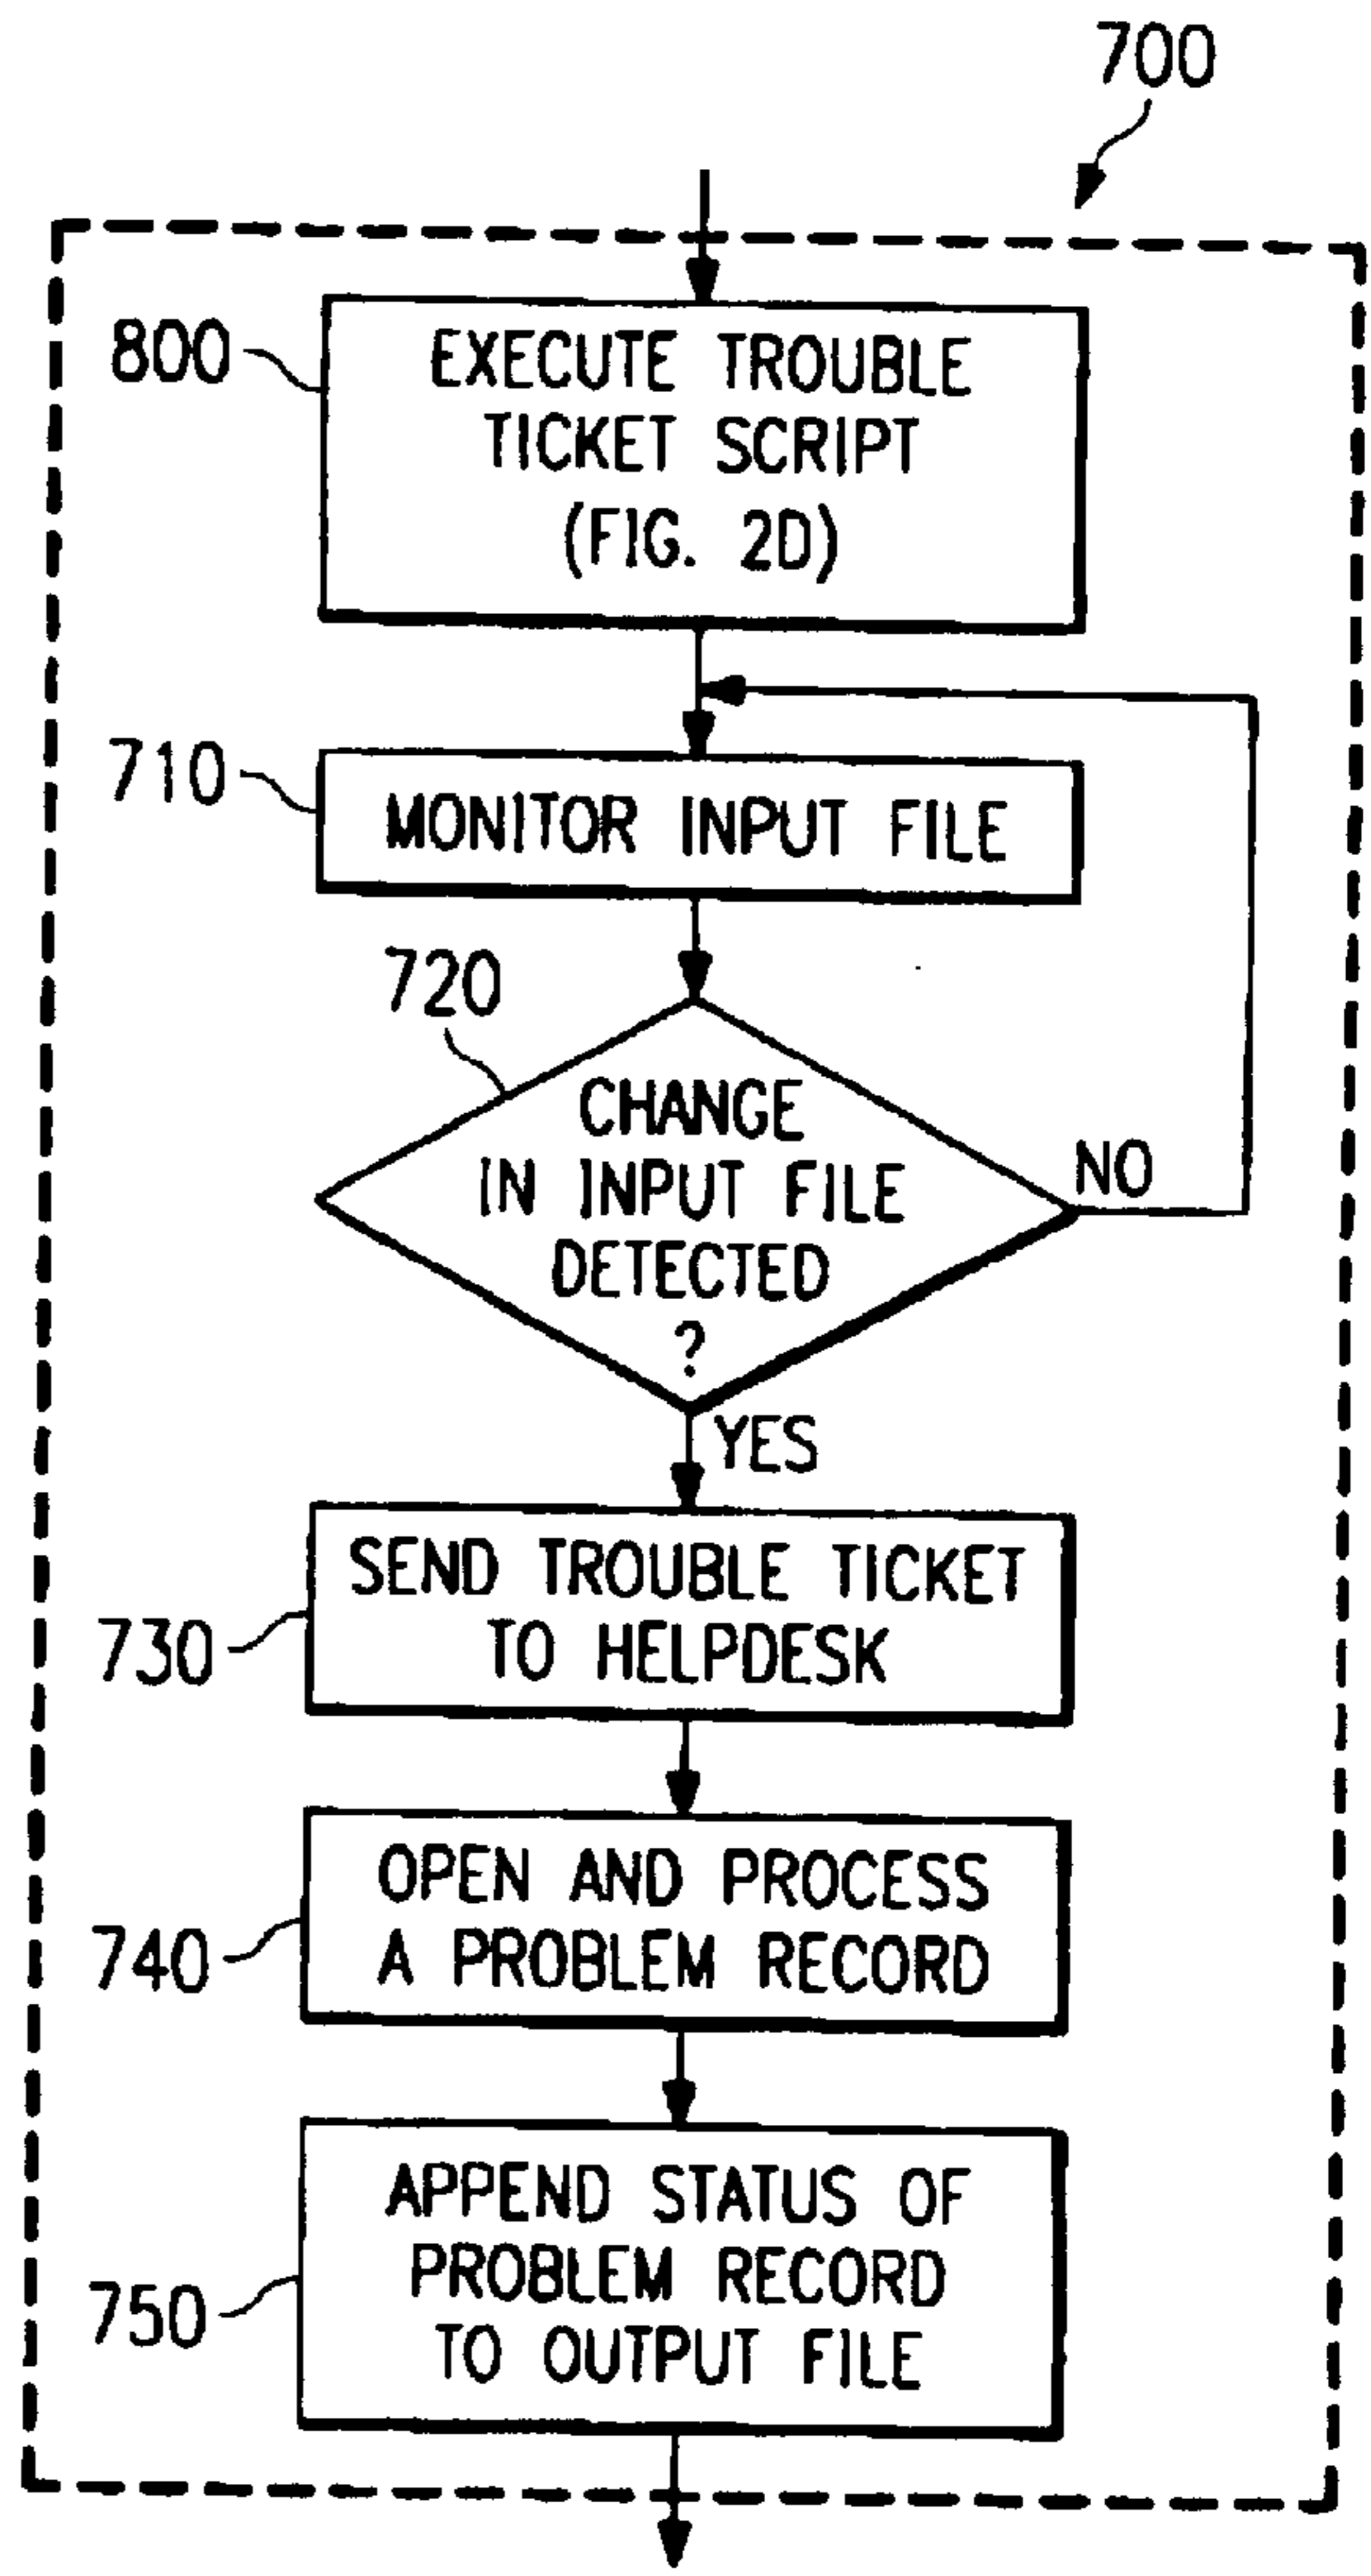 700
800
EXECUTE TROUBLE
TICKET SCRIPT
(FIG. 2D)
710
MONITOR INPUT FILE
720
CHANGE
IN INPUT FILE
DETECTED
?
NO
YES
730
SEND TROUBLE TICKET
TO HELPDESK
740
OPEN AND PROCESS
A PROBLEM RECORD
750
APPEND STATUS OF
PROBLEM RECORD
TO OUTPUT FILE